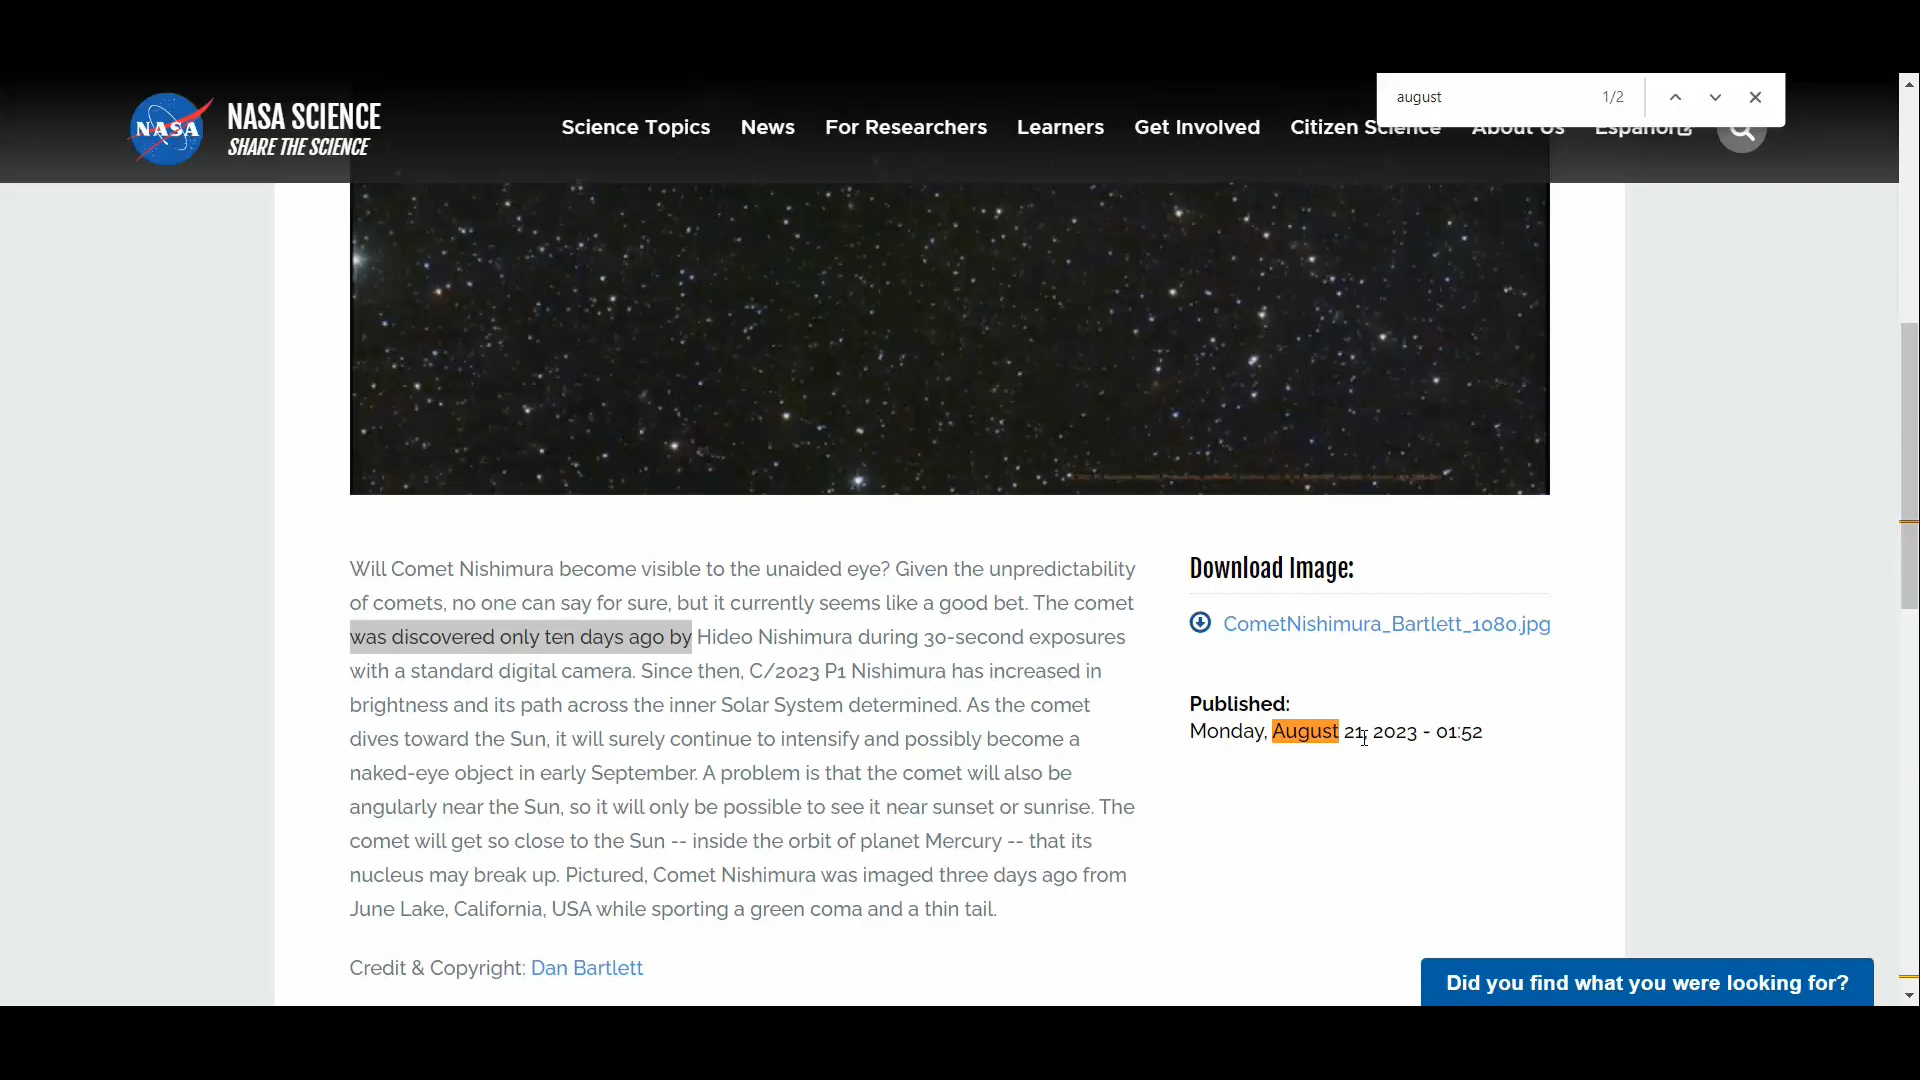 august 1/2
NASA
NASA SCIENCE
SHARE THE SCIENCE
Science Topics News For Researchers Learners Get Involved Citizen Science About Us Español
Will Comet Nishimura become visible to the unaided eye? Given the unpredictability
of comets, no one can say for sure, but it currently seems like a good bet. The comet
was discovered only ten days ago by Hideo Nishimura during 30-second exposures
with a standard digital camera. Since then, C/2023 P1 Nishimura has increased in
brightness and its path across the inner Solar System determined. As the comet
dives toward the Sun, it will surely continue to intensify and possibly become a
naked-eye object in early September. A problem is that the comet will also be
angularly near the Sun, so it will only be possible to see it near sunset or sunrise. The
comet will get so close to the Sun -- inside the orbit of planet Mercury -- that its
nucleus may break up. Pictured, Comet Nishimura was imaged three days ago from
June Lake, California, USA while sporting a green coma and a thin tail.
Credit & Copyright: Dan Bartlett
Download Image:
CometNishimura_Bartlett_1080.jpg
Published:
Monday, August 21, 2023 - 01:52
Did you find what you were looking for?